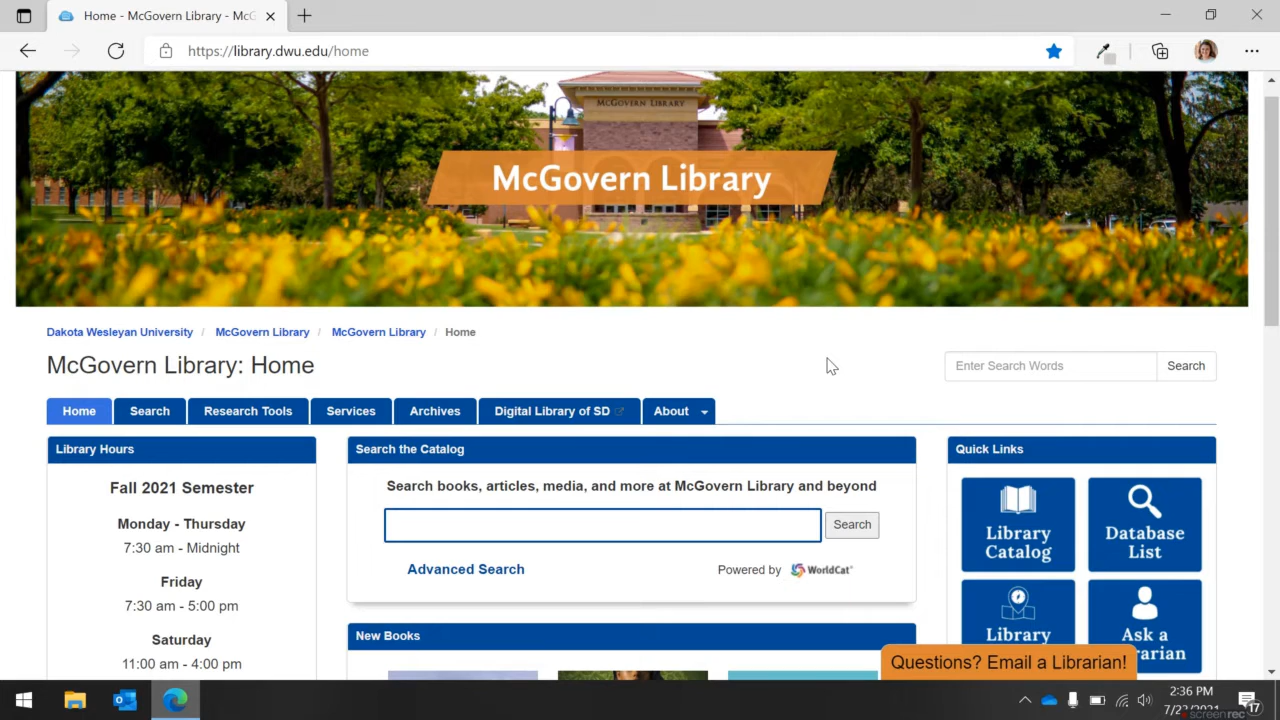 Home - McGovern Library - McG
https://library.dwu.edu/home
McGOVERN LIBRARY
McGovern Library
Dakota Wesleyan University / McGovern Library / McGovern Library / Home
McGovern Library: Home
Enter Search Words
Search
Home
Search
Research Tools
Services
Archives
Digital Library of SD
About
Library Hours
Fall 2021 Semester
Monday - Thursday
7:30 am - Midnight
Friday
7:30 am - 5:00 pm
Saturday
11:00 am - 4:00 pm
Search the Catalog
Search books, articles, media, and more at McGovern Library and beyond
Search
Advanced Search
Powered by WorldCat
New Books
Quick Links
Library
Catalog
Database
List
Library
Ask a
rarian
Questions? Email a Librarian!
2:36 PM
17
screenrec